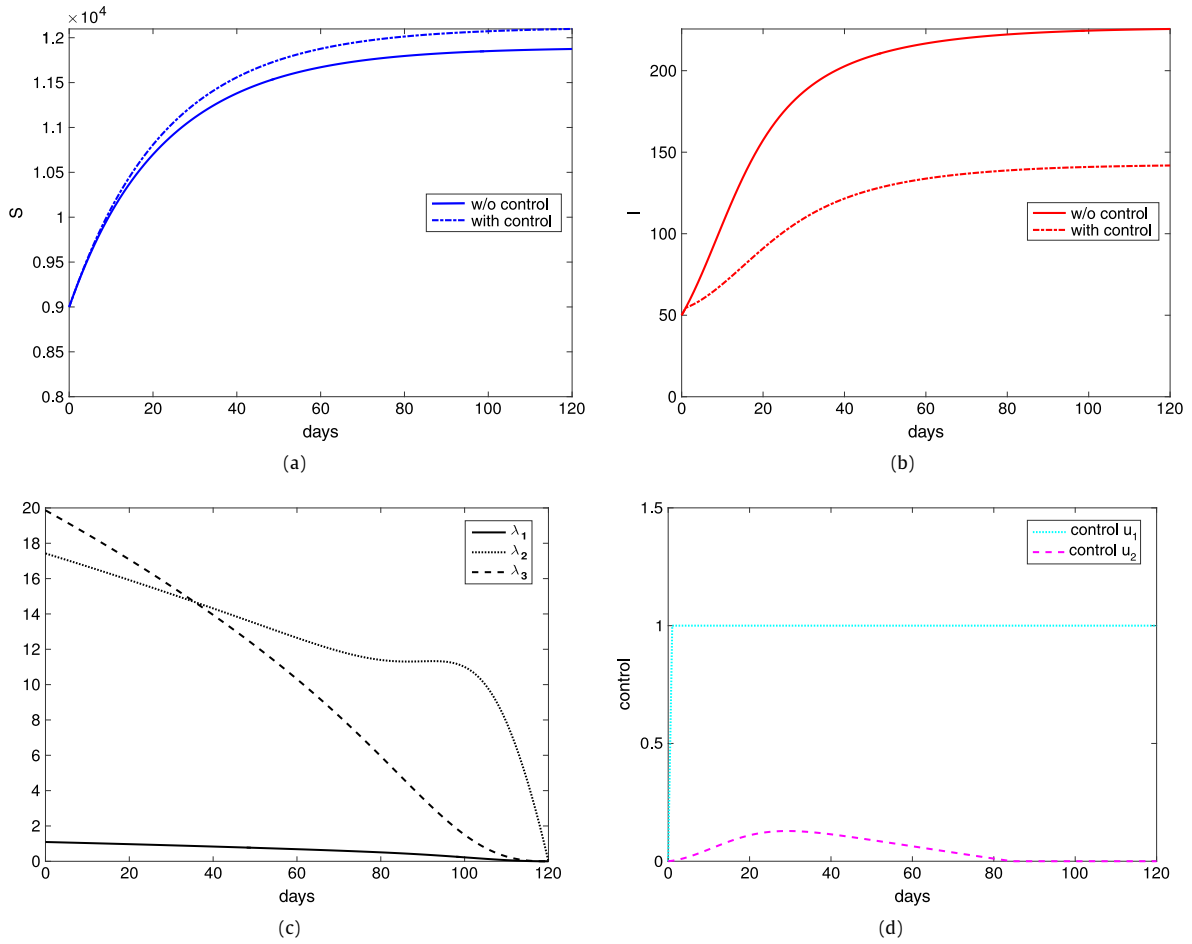 ×10⁴
1.2
1.15
1.1
1.05
1
0.95
0.9
0.85
0.8
0 20 40 60 80 100 120
S
days
w/o control
with control
(a)
200
150
100
50
0
0 20 40 60 80 100 120
I
days
w/o control
with control
(b)
20
18
16
14
12
10
8
6
4
2
0
0 20 40 60 80 100 120
days
λ₁
λ₂
λ₃
(c)
1.5
1
0.5
0
0 20 40 60 80 100 120
control
days
control u₁
control u₂
(d)